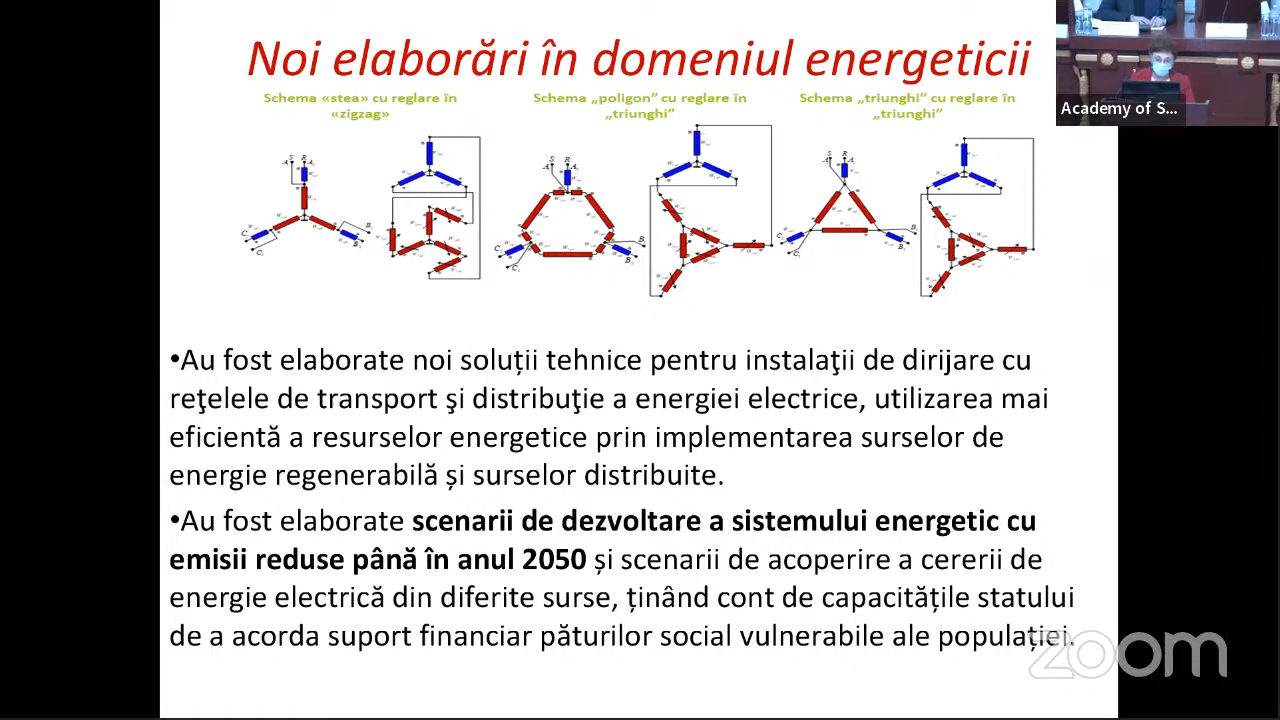 Noi elaborări în domeniul energeticii
Schema «stea» cu reglare în
«zigzag»
Schema „poligon” cu reglare în
„triunghi”
Schema „triunghi” cu reglare în
„triunghi”
•Au fost elaborate noi soluții tehnice pentru instalaţii de dirijare cu
reţelele de transport şi distribuţie a energiei electrice, utilizarea mai
eficientă a resurselor energetice prin implementarea surselor de
energie regenerabilă și surselor distribuite.
•Au fost elaborate scenarii de dezvoltare a sistemului energetic cu
emisii reduse până în anul 2050 și scenarii de acoperire a cererii de
energie electrică din diferite surse, ținând cont de capacitățile statului
de a acorda suport financiar păturilor social vulnerabile ale populației.
Academy of S...
zoom